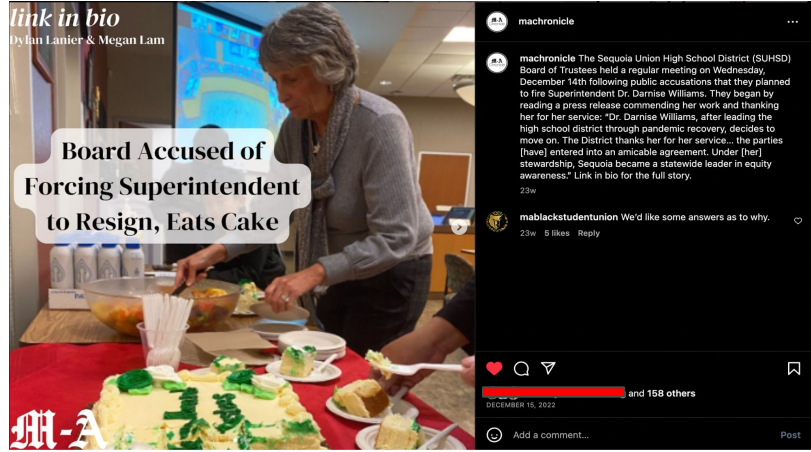 link in bio
Dylan Lanier & Megan Lam
Board Accused of
Forcing Superintendent
to Resign, Eats Cake
M-A
machronicle
machronicle The Sequoia Union High School District (SUHSD)
Board of Trustees held a regular meeting on Wednesday,
December 14th following public accusations that they planned
to fire Superintendent Dr. Darnise Williams. They began by
reading a press release commending her work and thanking
her for her service: “Dr. Darnise Williams, after leading the
high school district through pandemic recovery, decides to
move on. The District thanks her for her service... the parties
[have] entered into an amicable agreement. Under [her]
stewardship, Sequoia became a statewide leader in equity
awareness.” Link in bio for the full story.
23w
mablackstudentunion We'd like some answers as to why.
23w 5 likes Reply
and 158 others
DECEMBER 15, 2022
Add a comment...
Post